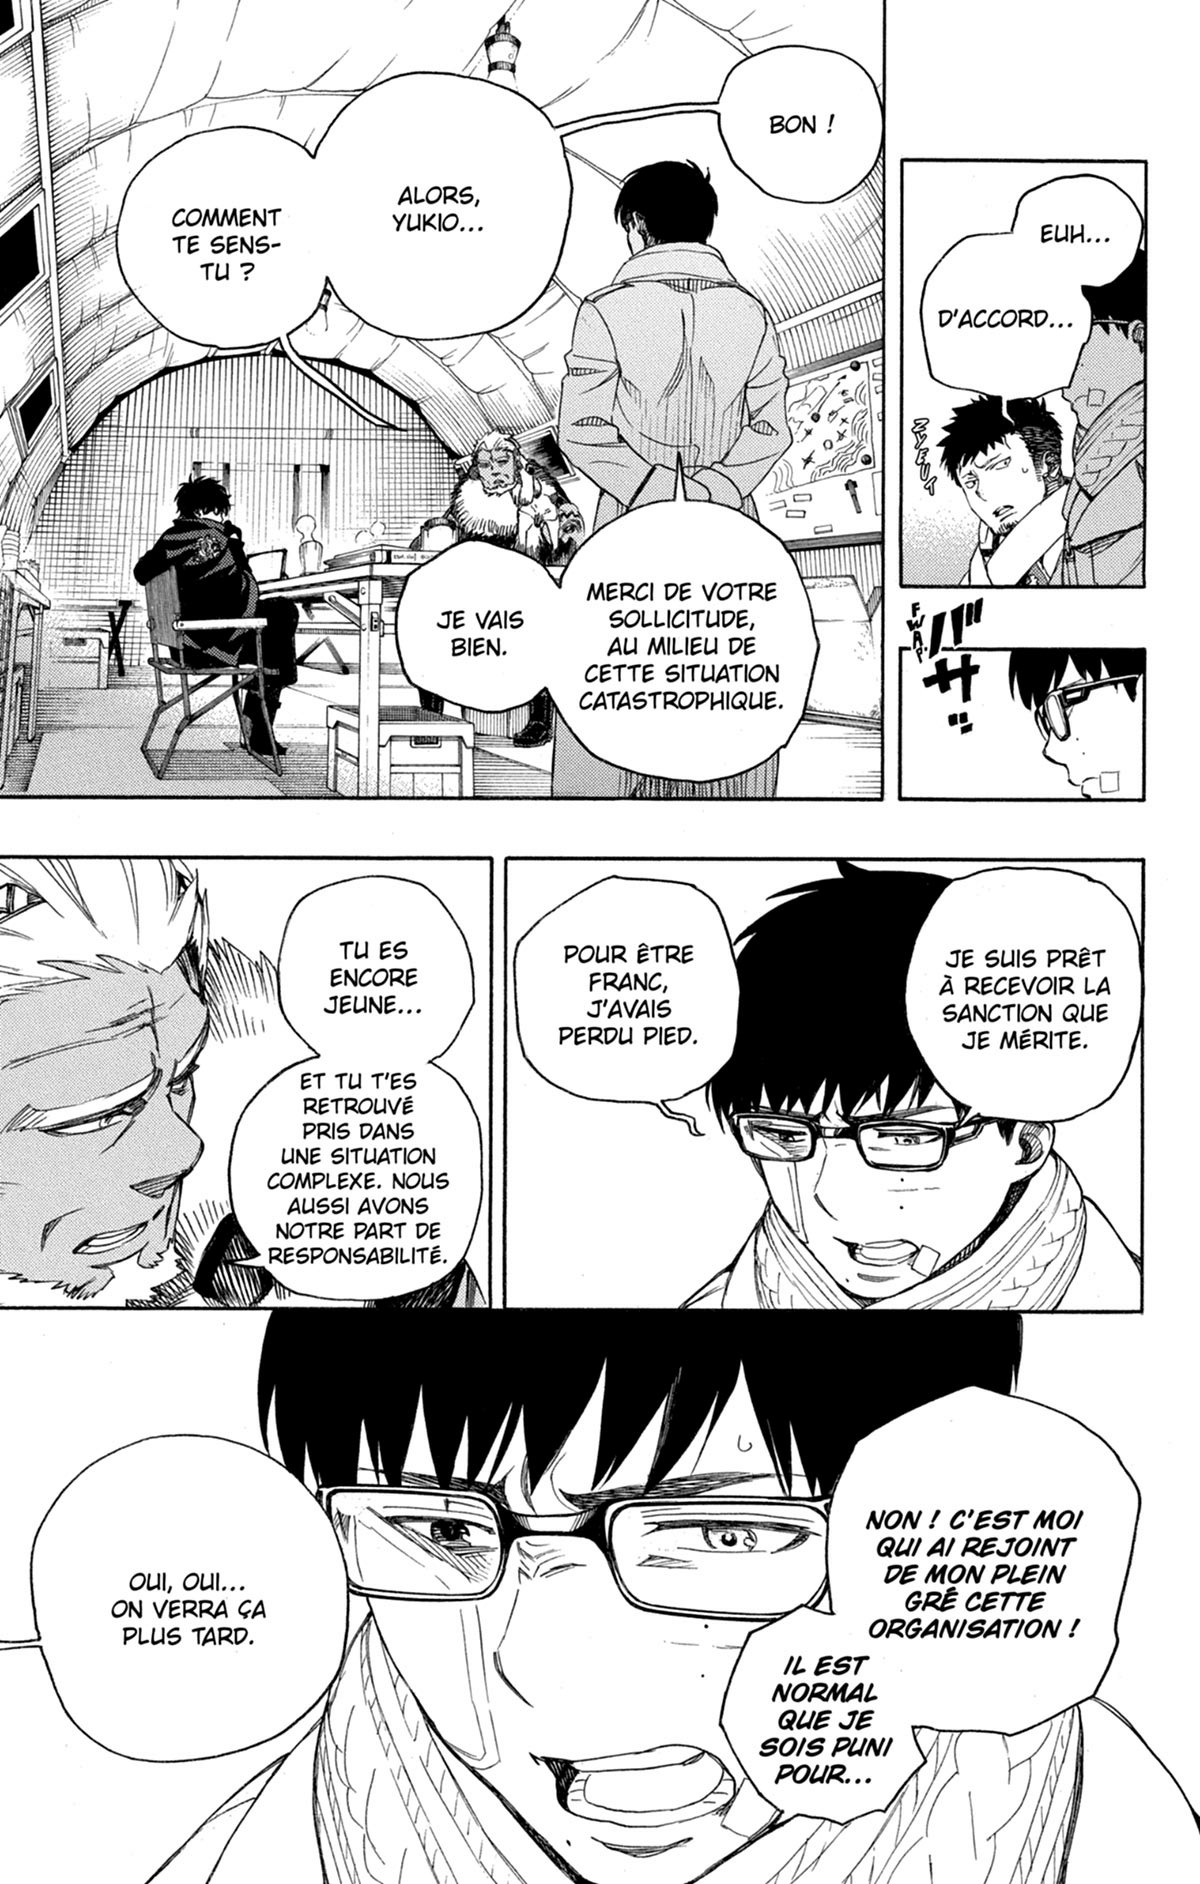 EUH...
D'ACCORD...
ZYEUT
FWAP
バサッ
BON !
ALORS,
YUKIO...
COMMENT
TE SENS-
TU ?
MERCI DE VOTRE
SOLLICITUDE,
AU MILIEU DE
CETTE SITUATION
CATASTROPHIQUE.
JE VAIS
BIEN.
JE SUIS PRÊT
À RECEVOIR LA
SANCTION QUE
JE MÉRITE.
POUR ÊTRE
FRANC,
J'AVAIS
PERDU PIED.
TU ES
ENCORE
JEUNE...
ET TU T'ES
RETROUVÉ
PRIS DANS
UNE SITUATION
COMPLEXE. NOUS
AUSSI AVONS
NOTRE PART DE
RESPONSABILITÉ.
NON ! C'EST MOI
QUI AI REJOINT
DE MON PLEIN
GRÉ CETTE
ORGANISATION !
IL EST
NORMAL
QUE JE
SOIS PUNI
POUR...
OUI, OUI...
ON VERRA ÇA
PLUS TARD.